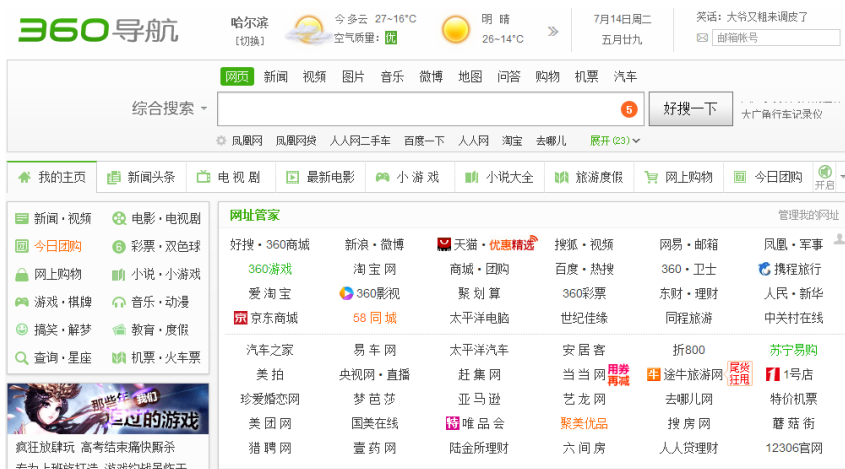 360导航
哈尔滨
[切换]
今 多云 27~16℃
空气质量: 优
明 晴
26~14℃
7月14日周二
五月廿九
笑话: 大爷又粗来调皮了
邮箱帐号
网页 新闻 视频 图片 音乐 微博 地图 问答 购物 机票 汽车
综合搜索
5
好搜一下
大广角行车记录仪
凤凰网 凤凰网贷 人人网二手车 百度一下 人人网 淘宝 去哪儿 展开 (23)
我的主页 新闻头条 电 视 剧 最新电影 小 游 戏 小说大全 旅游度假 网上购物 今日团购 开启
新闻·视频 电影·电视剧
今日团购 彩票·双色球
网上购物 小说·小游戏
游戏·棋牌 音乐·动漫
搞笑·解梦 教育·度假
查询·星座 机票·火车票
那些年 我们
过的游戏
疯狂放肆玩 高考结束痛快厮杀
网址管家 管理我的网址
好搜·360商城 新浪·微博 天猫·优惠精选 搜狐·视频 网易·邮箱 凤凰·军事
360游戏 淘 宝 网 商城·团购 百度·热搜 360·卫士 携程旅行
爱 淘 宝 360影视 聚 划 算 360彩票 东财·理财 人民·新华
京 京东商城 58 同 城 太平洋电脑 世纪佳缘 同程旅游 中关村在线
汽车之家 易 车 网 太平洋汽车 安 居 客 折800 苏宁易购
美 拍 央视网·直播 赶 集 网 当 当 网 用券再减 牛 途牛旅游网 尾货狂甩 1 1号店
珍爱婚恋网 梦 芭 莎 亚 马 逊 艺 龙 网 去哪儿网 特价机票
美 团 网 国美在线 特 唯 品 会 聚美优品 搜 房 网 蘑 菇 街
猎 聘 网 壹 药 网 陆金所理财 六 间 房 人人贷理财 12306官网